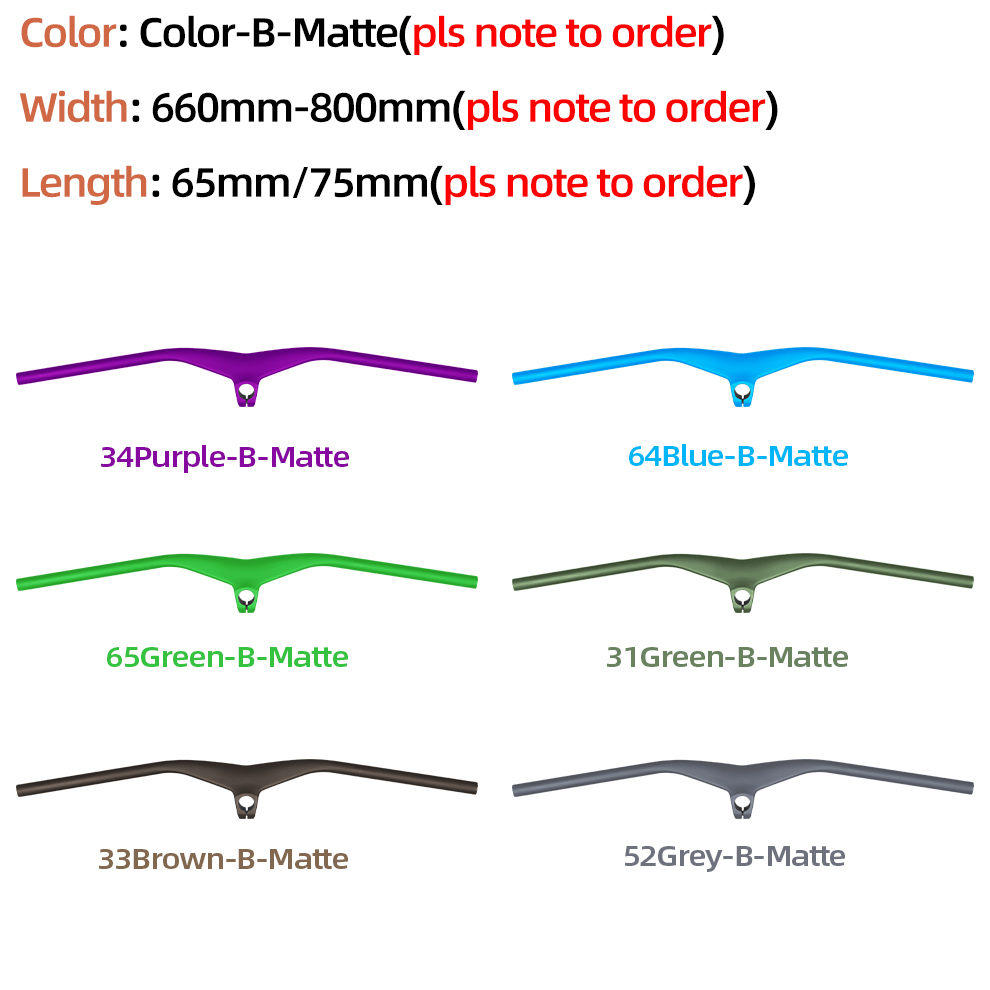 Color: Color-B-Matte(pls note to order)
Width: 660mm-800mm(pls note to order)
Length: 65mm/75mm(pls note to order)
34Purple-B-Matte
64Blue-B-Matte
65Green-B-Matte
31Green-B-Matte
33Brown-B-Matte
52Grey-B-Matte